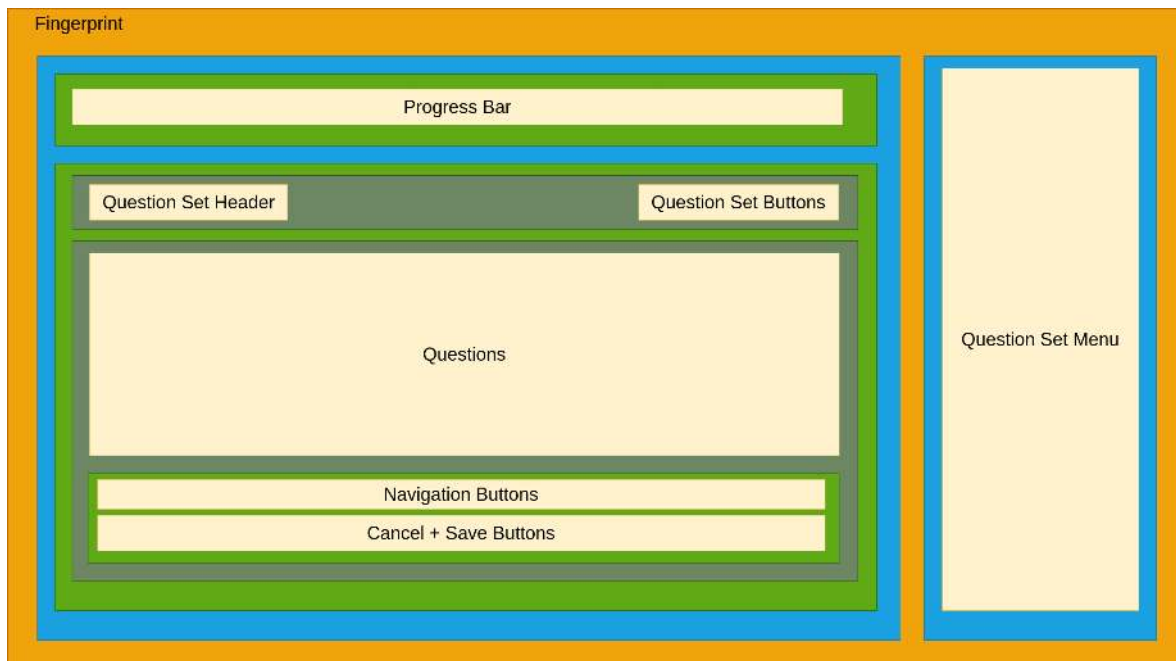 Fingerprint
Progress Bar
Question Set Header
Question Set Buttons
Questions
Navigation Buttons
Cancel + Save Buttons
Question Set Menu